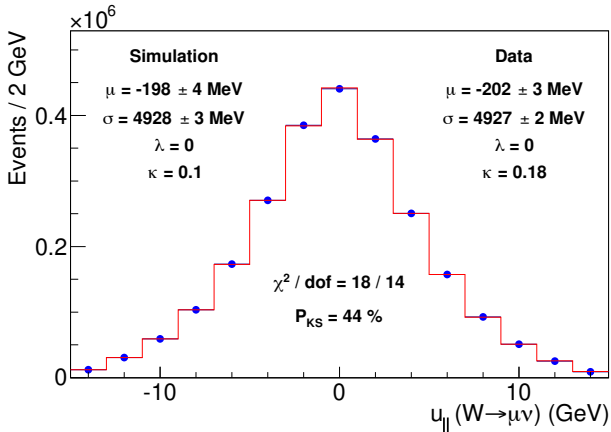 ×10⁶
Events / 2 GeV
Simulation
μ = -198 ± 4 MeV
σ = 4928 ± 3 MeV
λ = 0
κ = 0.1
Data
μ = -202 ± 3 MeV
σ = 4927 ± 2 MeV
λ = 0
κ = 0.18
χ² / dof = 18 / 14
P_KS = 44 %
0.4
0.2
0
-10 0 10
u_|| (W→μν) (GeV)